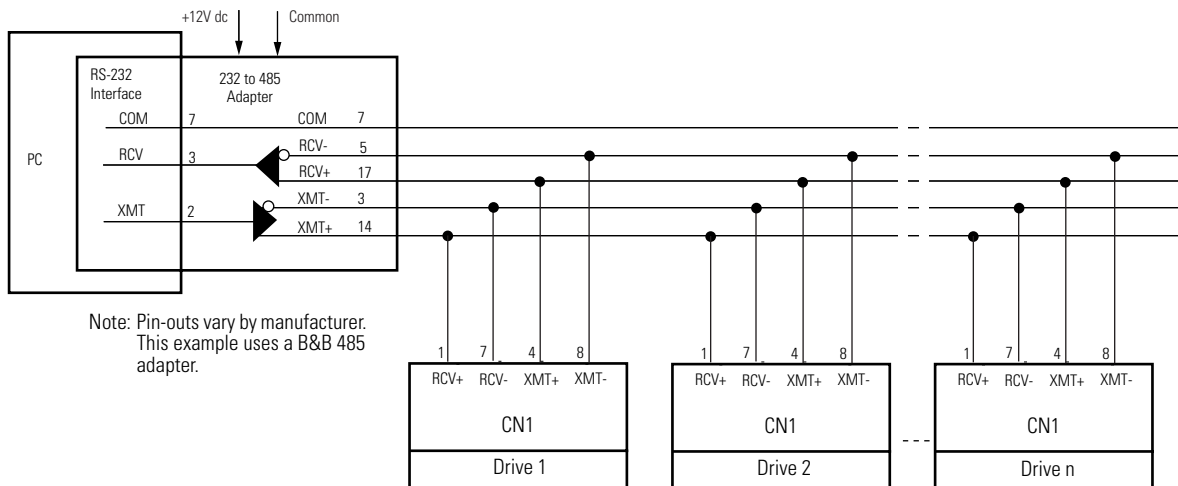 +12V dc Common
RS-232 Interface
232 to 485 Adapter
PC
COM 7 COM 7
RCV- 5
RCV 3
RCV+ 17
XMT- 3
XMT 2
XMT+ 14
Note: Pin-outs vary by manufacturer.
This example uses a B&B 485
adapter.
1 7 4 8
RCV+ RCV- XMT+ XMT-
CN1
Drive 1
1 7 4 8
RCV+ RCV- XMT+ XMT-
CN1
Drive 2
1 7 4 8
RCV+ RCV- XMT+ XMT-
CN1
Drive n